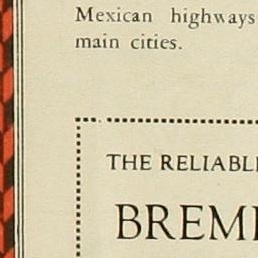 Mexican highways
main cities.
THE RELIABL
BREM